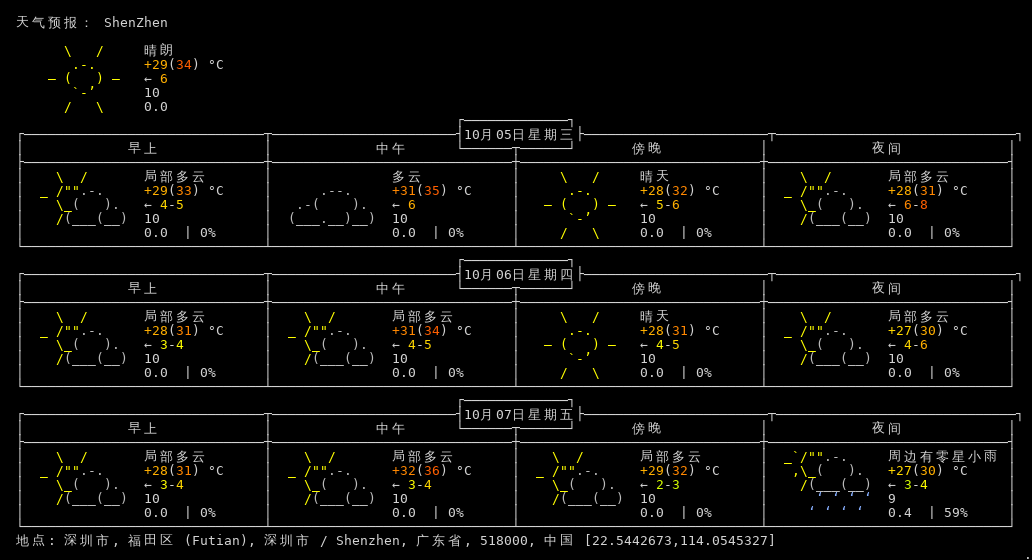 天气预报： ShenZhen
晴朗
+29(34) °C
← 6
10
0.0
10月05日星期三
早上 中午 傍晚 夜间
局部多云 多云 晴天 局部多云
+29(33) °C +31(35) °C +28(32) °C +28(31) °C
← 4-5 ← 6 ← 5-6 ← 6-8
10 10 10 10
0.0 | 0% 0.0 | 0% 0.0 | 0% 0.0 | 0%
10月06日星期四
早上 中午 傍晚 夜间
局部多云 局部多云 晴天 局部多云
+28(31) °C +31(34) °C +28(31) °C +27(30) °C
← 3-4 ← 4-5 ← 4-5 ← 4-6
10 10 10 10
0.0 | 0% 0.0 | 0% 0.0 | 0% 0.0 | 0%
10月07日星期五
早上 中午 傍晚 夜间
局部多云 局部多云 局部多云 周边有零星小雨
+28(31) °C +32(36) °C +29(32) °C +27(30) °C
← 3-4 ← 3-4 ← 2-3 ← 3-4
10 10 10 9
0.0 | 0% 0.0 | 0% 0.0 | 0% 0.4 | 59%
地点: 深圳市, 福田区 (Futian), 深圳市 / Shenzhen, 广东省, 518000, 中国 [22.5442673,114.0545327]